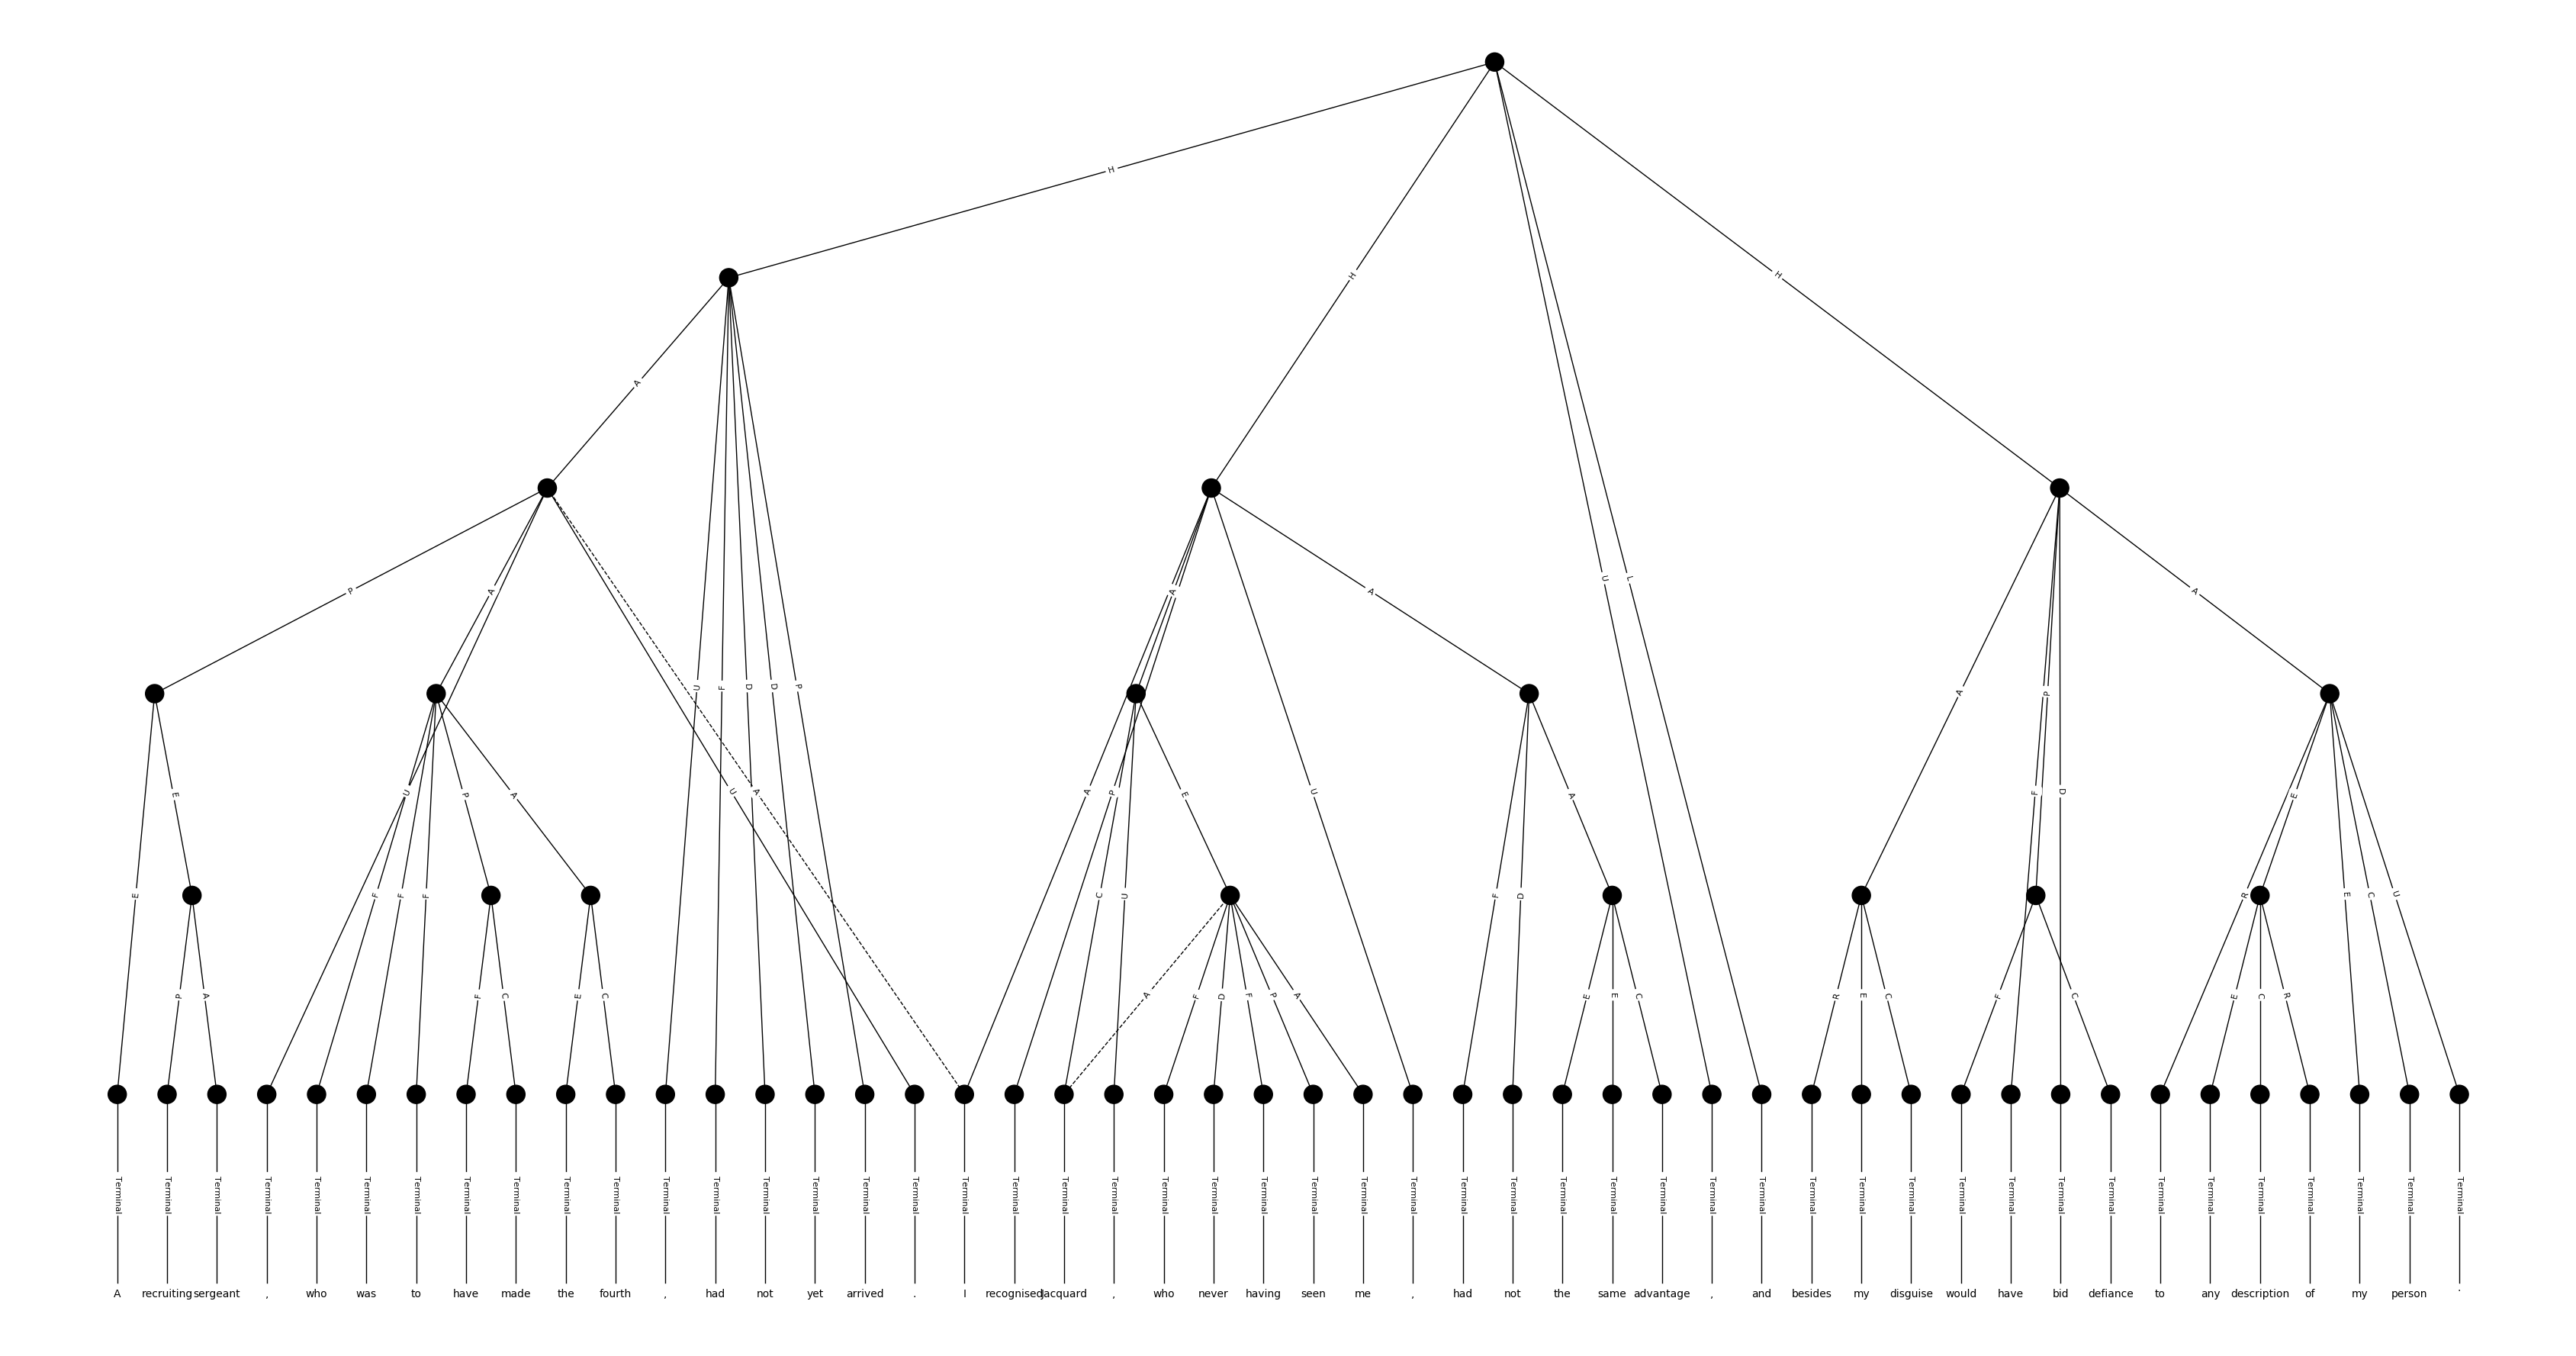 H
H
H
A
P
A
A
A
A
U
L
A
P
A
U
F
D
D
P
E
U
F
F
F
P
A
U
A
A
P
C
U
E
U
F
D
A
F
D
R
E
E
C
U
E
P
A
F
C
E
C
A
F
D
F
P
A
E
E
C
R
E
C
F
C
E
C
R
Terminal Terminal Terminal Terminal Terminal Terminal Terminal Terminal Terminal Terminal Terminal Terminal Terminal Terminal Terminal Terminal Terminal Terminal Terminal Terminal Terminal Terminal Terminal Terminal Terminal Terminal Terminal Terminal Terminal Terminal Terminal Terminal Terminal Terminal Terminal Terminal Terminal Terminal Terminal Terminal Terminal Terminal Terminal Terminal Terminal Terminal Terminal Terminal
A recruiting sergeant , who was to have made the fourth , had not yet arrived . I recognised Jacquard , who never having seen me , had not the same advantage , and besides my disguise would have bid defiance to any description of my person .